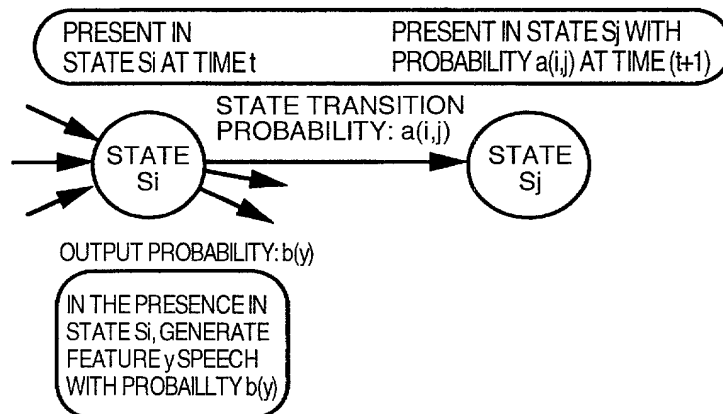 PRESENT IN
STATE Si AT TIME t
PRESENT IN STATE Sj WITH
PROBABILITY a(i,j) AT TIME (t+1)
STATE TRANSITION
PROBABILITY: a(i,j)
STATE
Si
STATE
Sj
OUTPUT PROBABILITY: b(y)
IN THE PRESENCE IN
STATE Si, GENERATE
FEATURE y SPEECH
WITH PROBAILLTY b(y)